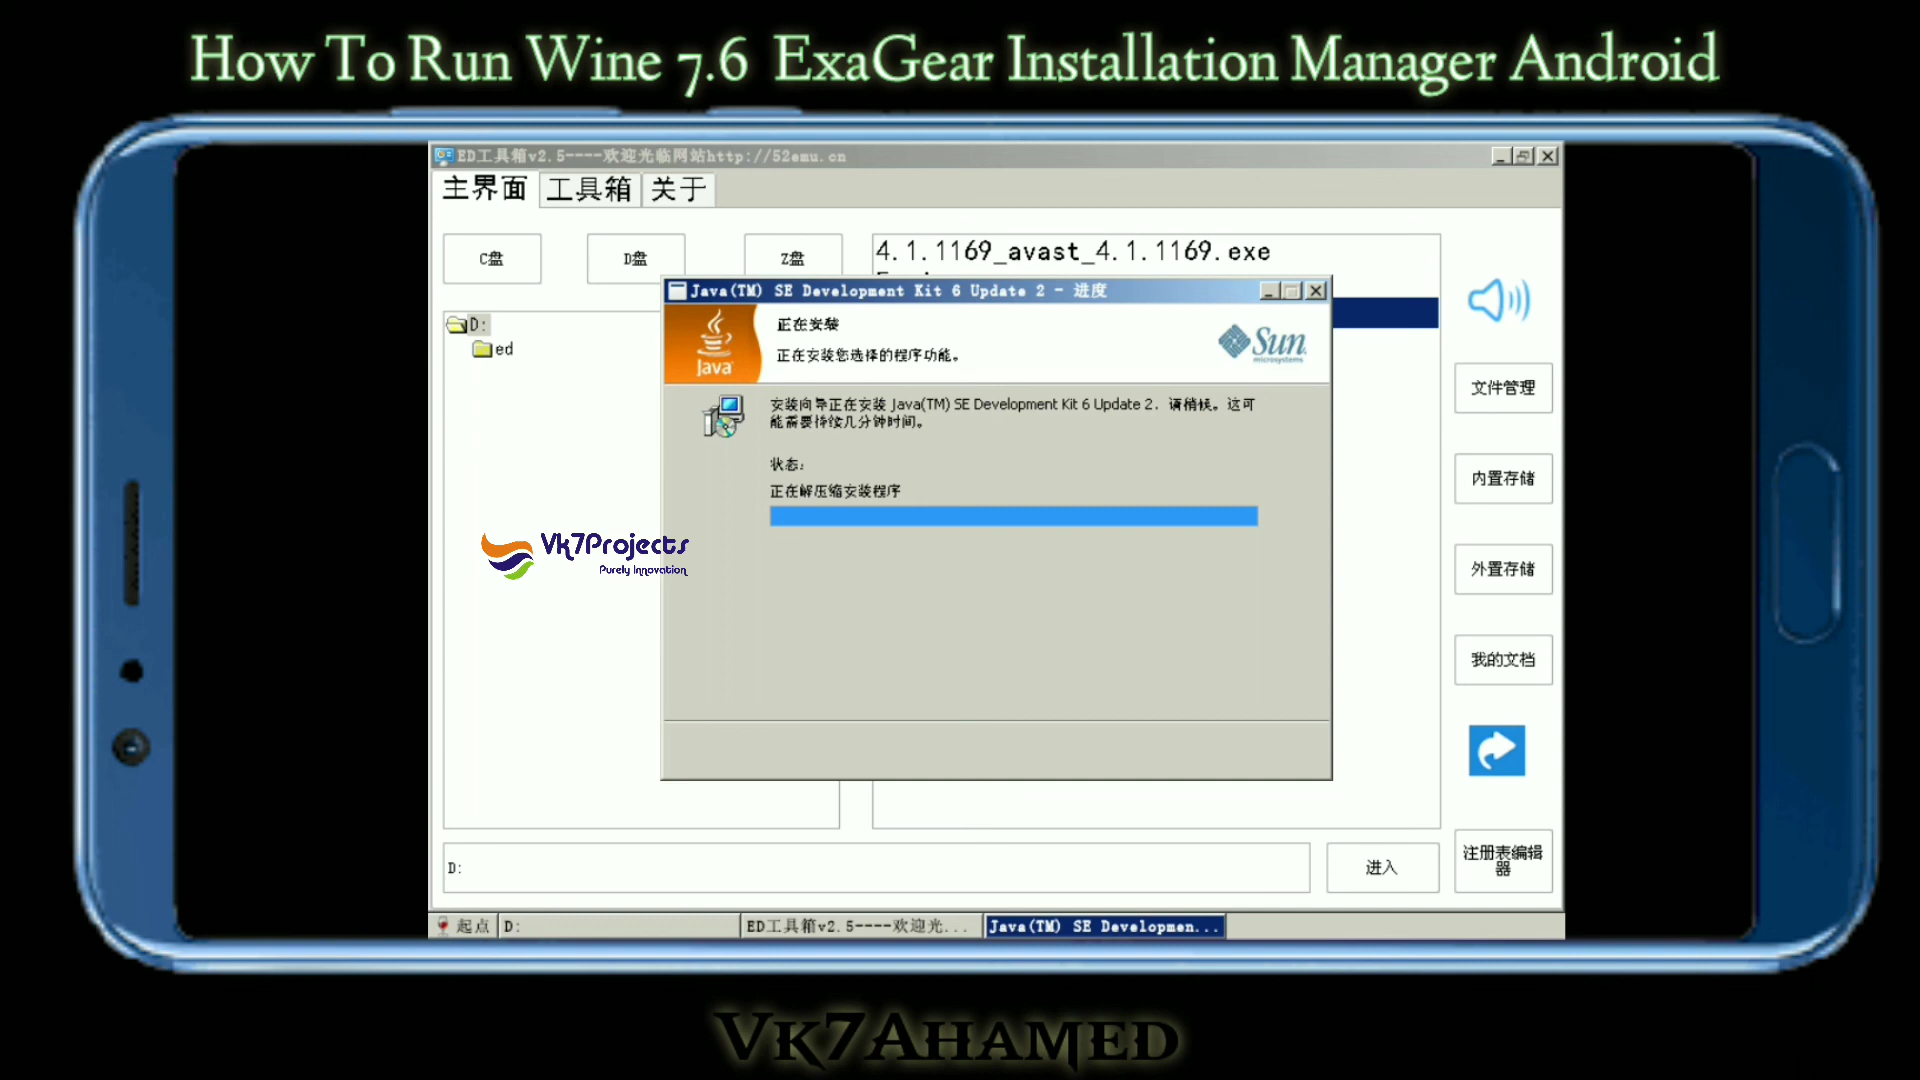 How To Run Wine 7.6 ExaGear Installation Manager Android
ED工具箱v2.5----欢迎光临网站http://52emu.cn
主界面 工具箱 关于
C盘 D盘 Z盘
4.1.1169_avast_4.1.1169.exe
D:
ed
Java(TM) SE Development Kit 6 Update 2 - 进度
Java
正在安装
正在安装您选择的程序功能。
Sun
microsystems
安装向导正在安装 Java(TM) SE Development Kit 6 Update 2. 请稍候。这可
能需要持续几分钟时间。
状态:
正在解压缩安装程序
Vk7Projects
Purely Innovation
文件管理
内置存储
外置存储
我的文档
注册表编辑
器
D:
进入
起点 D: ED工具箱v2.5----欢迎光... Java(TM) SE Developmen...
Vk7Ahamed